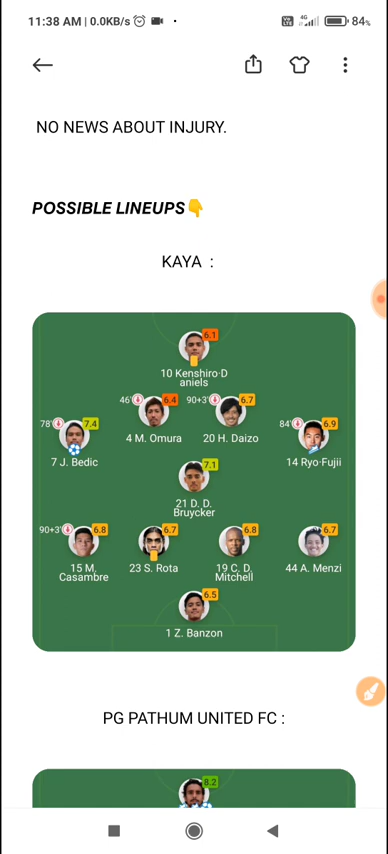 11:38 AM | 0.0KB/s
4G
84%
NO NEWS ABOUT INJURY.
POSSIBLE LINEUPS👇
KAYA :
6.1
10 Kenshiro·D
aniels
46' 6.4
90+3' 6.7
4 M. Omura
20 H. Daizo
78' 7.4
84' 6.9
7 J. Bedic
14 Ryo·Fujii
7.1
21 D. D.
Bruycker
90+3' 6.8
6.7
6.8
6.7
15 M.
Casambre
23 S. Rota
19 C. D.
Mitchell
44 A. Menzi
6.5
1 Z. Banzon
PG PATHUM UNITED FC :
8.2